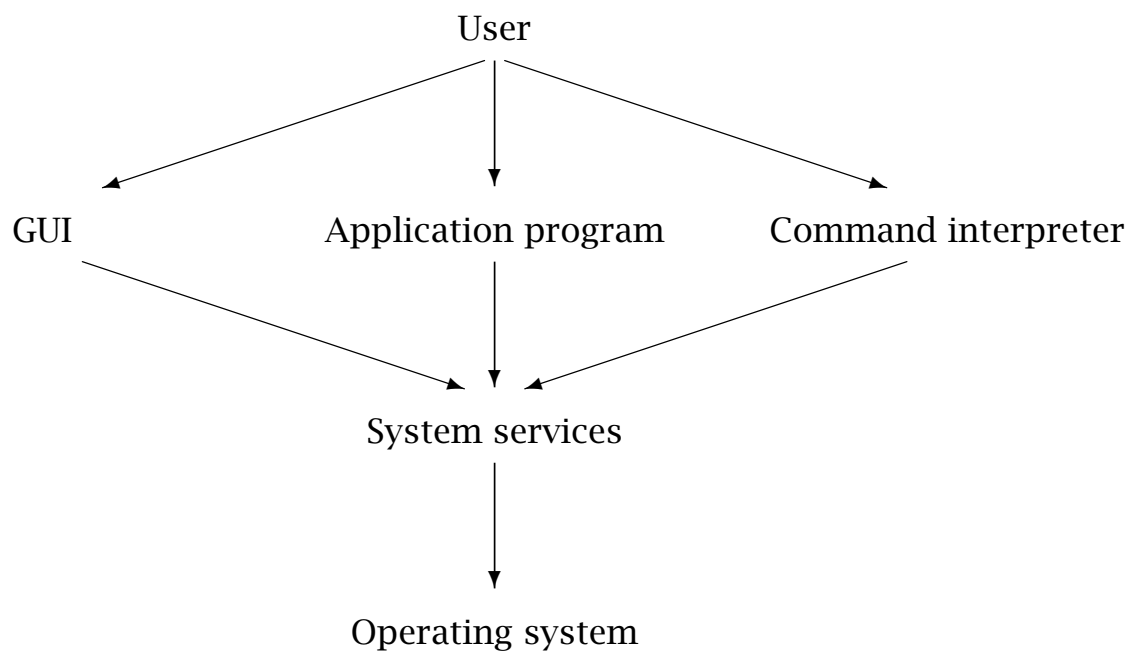 User
GUI
Application program
Command interpreter
System services
Operating system